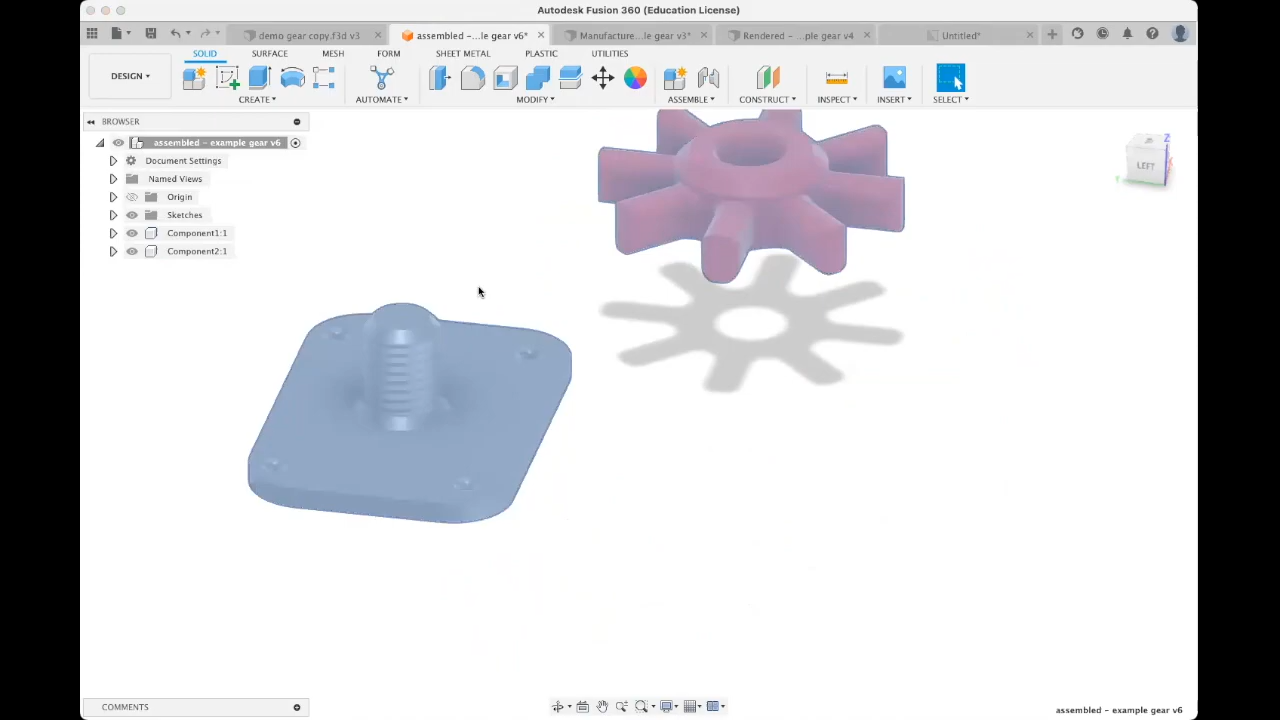 Autodesk Fusion 360 (Education License)
demo gear copy.f3d v3
assembled -...le gear v6*
Manufacture...le gear v3*
Rendered - ...ple gear v4
Untitled*
SOLID
SURFACE
MESH
FORM
SHEET METAL
PLASTIC
UTILITIES
DESIGN
CREATE
AUTOMATE
MODIFY
ASSEMBLE
CONSTRUCT
INSPECT
INSERT
SELECT
BROWSER
assembled - example gear v6
Document Settings
Named Views
Origin
Sketches
Component1:1
Component2:1
LEFT
Z
COMMENTS
assembled - example gear v6